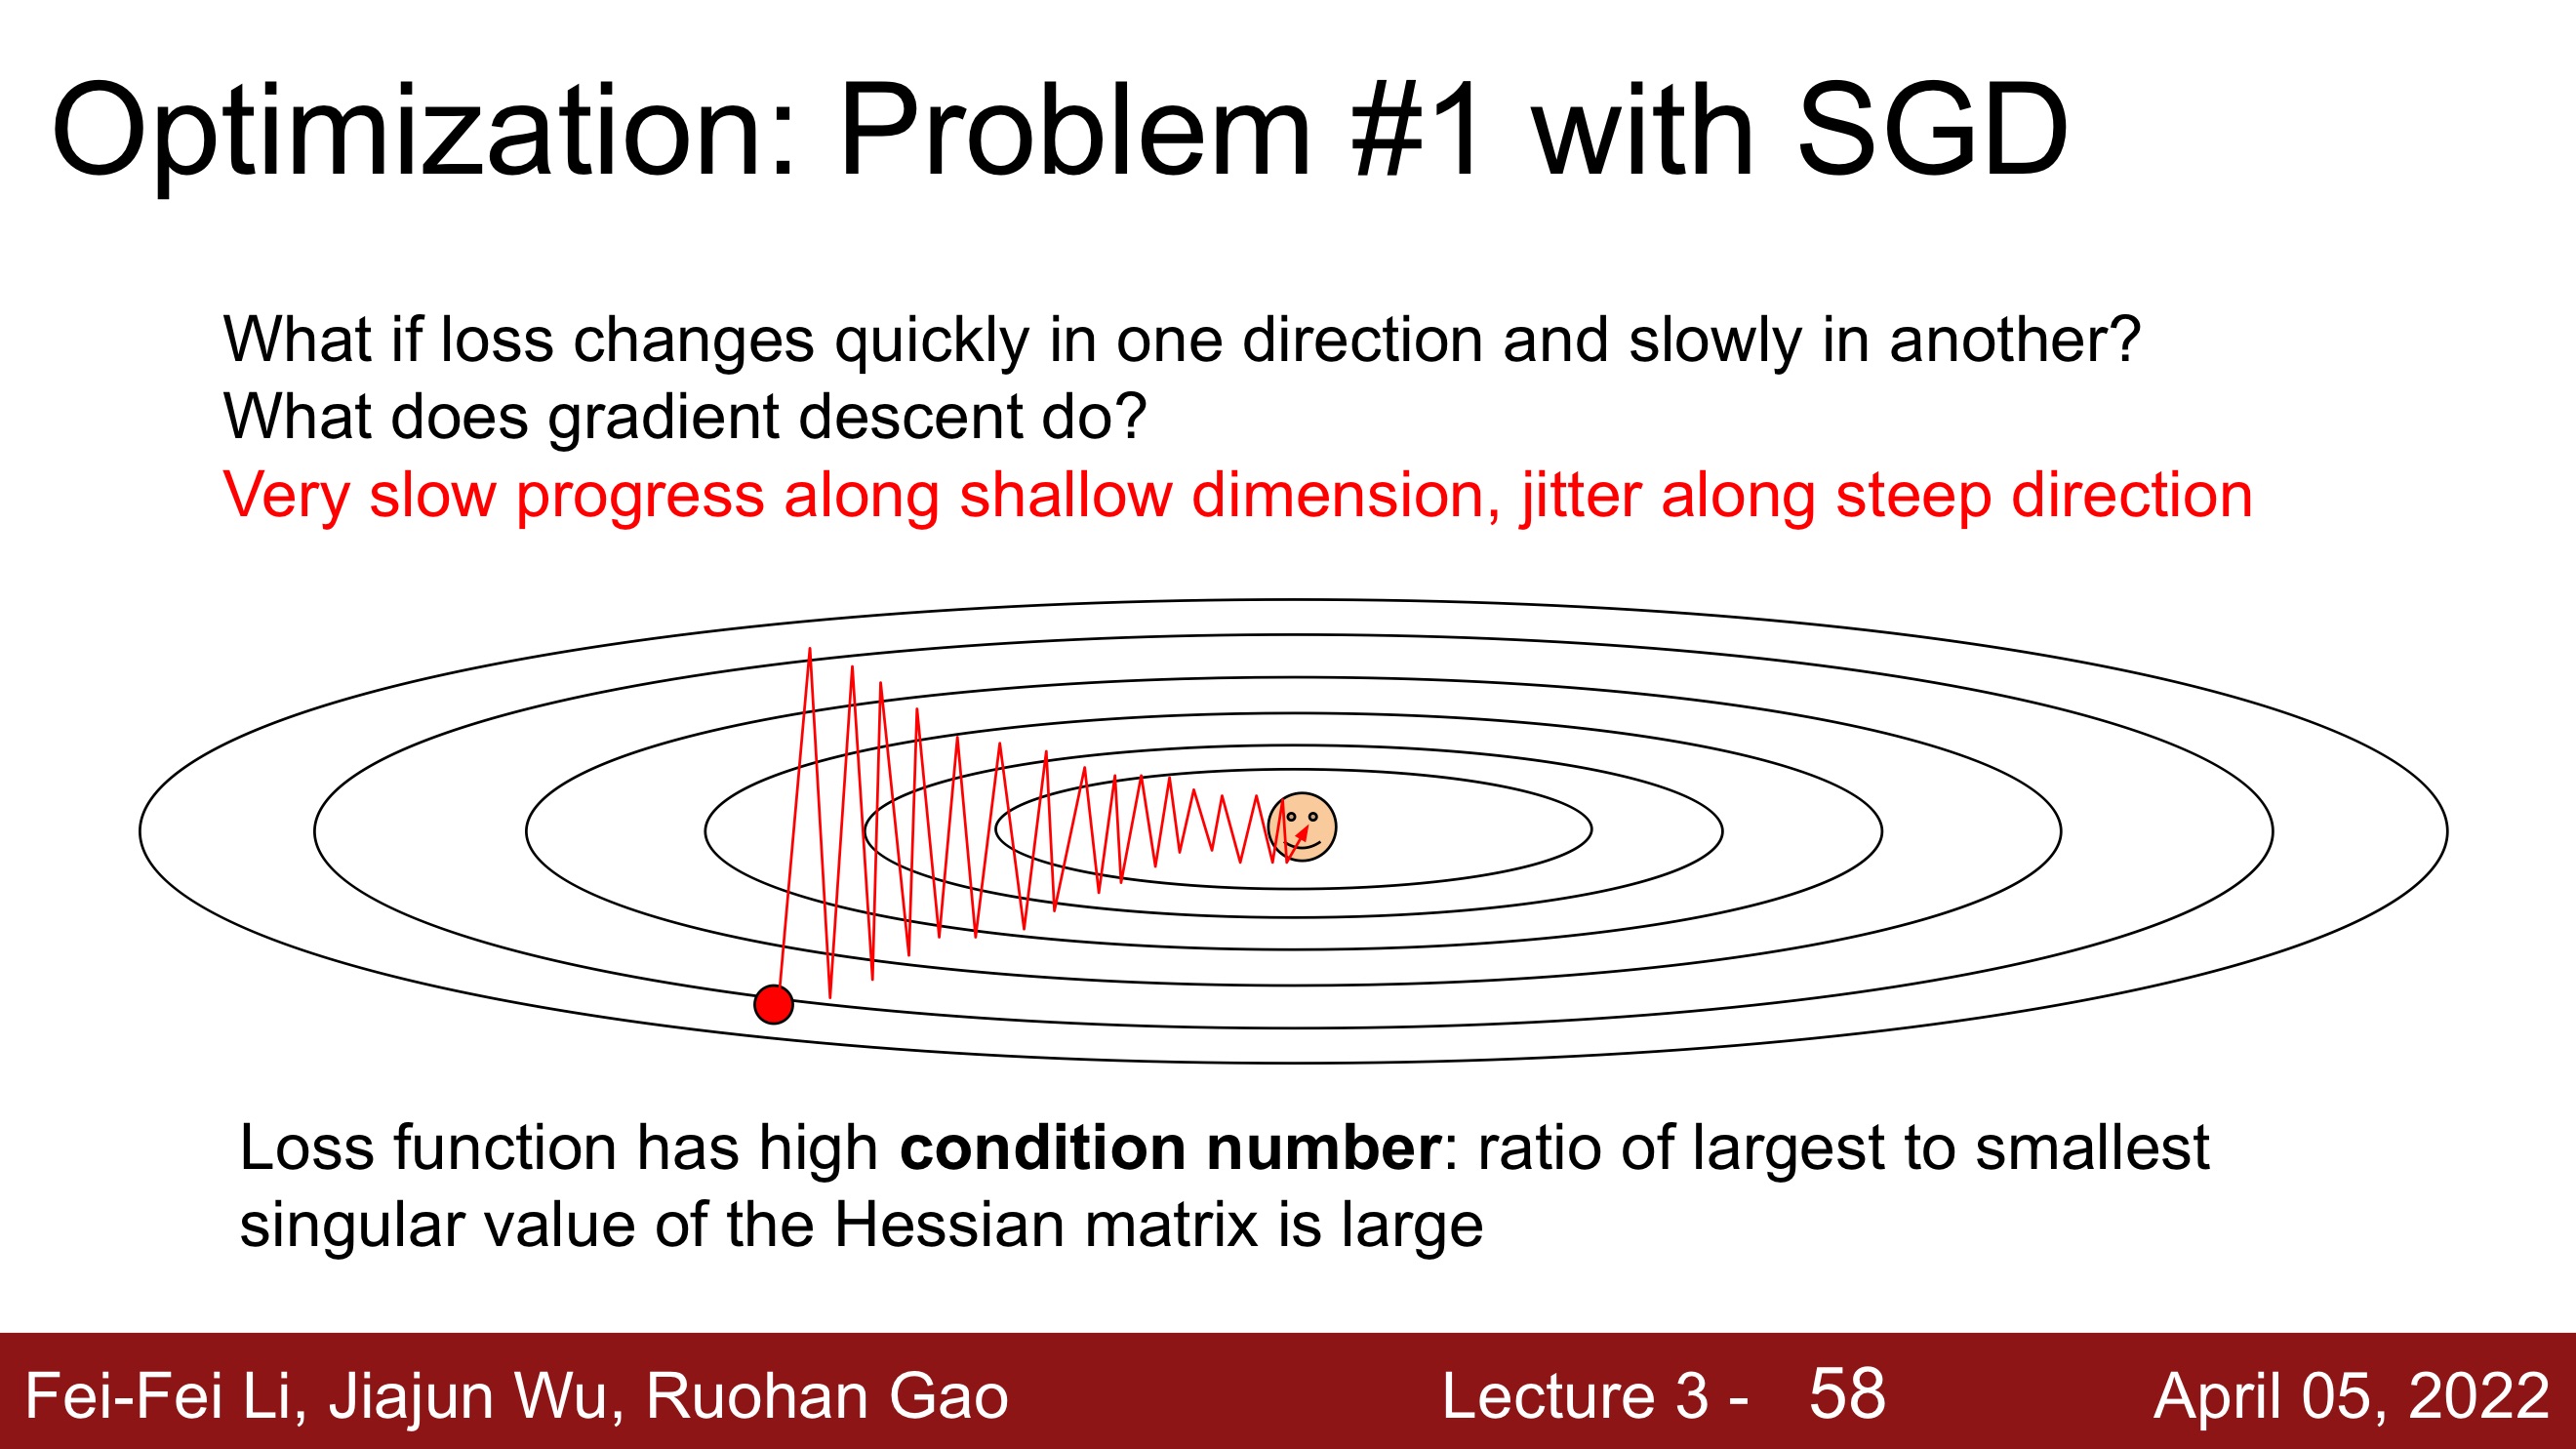 Optimization: Problem #1 with SGD
What if loss changes quickly in one direction and slowly in another?
What does gradient descent do?
Very slow progress along shallow dimension, jitter along steep direction
Loss function has high condition number: ratio of largest to smallest
singular value of the Hessian matrix is large
Fei-Fei Li, Jiajun Wu, Ruohan Gao Lecture 3 - 58 April 05, 2022